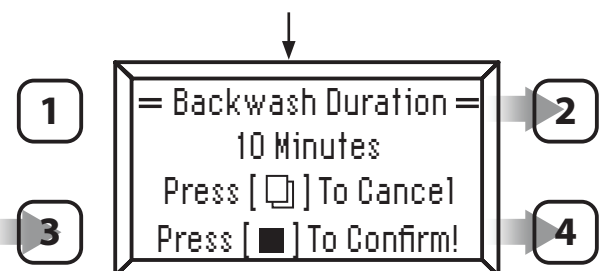 1
= Backwash Duration =
2
10 Minutes
Press [ ] To Cancel
3
Press [ ■ ] To Confirm!
4